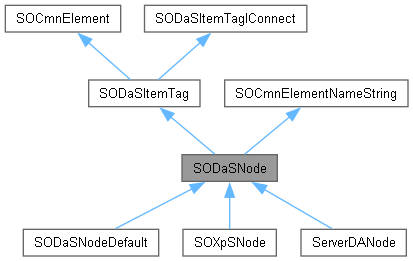 SOCmnElement
SODaSItemTagIConnect
SODaSItemTag
SOCmnElementNameString
SODaSNode
SODaSNodeDefault
SOXpSNode
ServerDANode